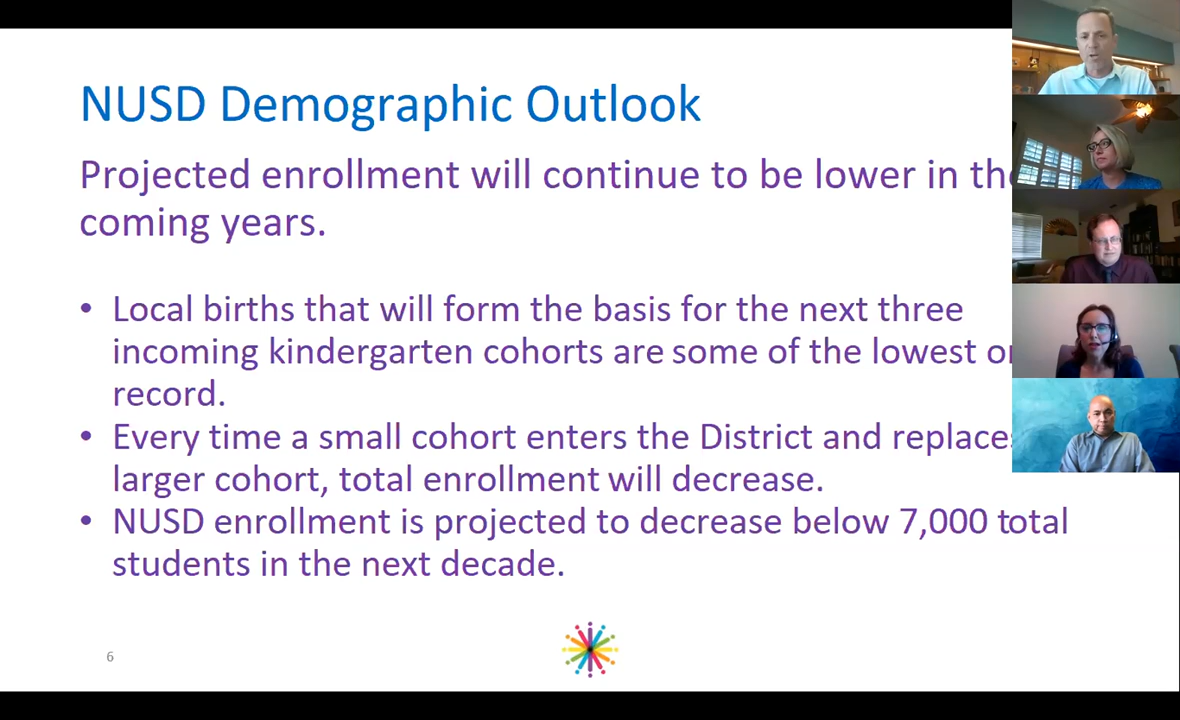 NUSD Demographic Outlook
Projected enrollment will continue to be lower in the
coming years.
• Local births that will form the basis for the next three
incoming kindergarten cohorts are some of the lowest on
record.
• Every time a small cohort enters the District and replaces
larger cohort, total enrollment will decrease.
• NUSD enrollment is projected to decrease below 7,000 total
students in the next decade.
6